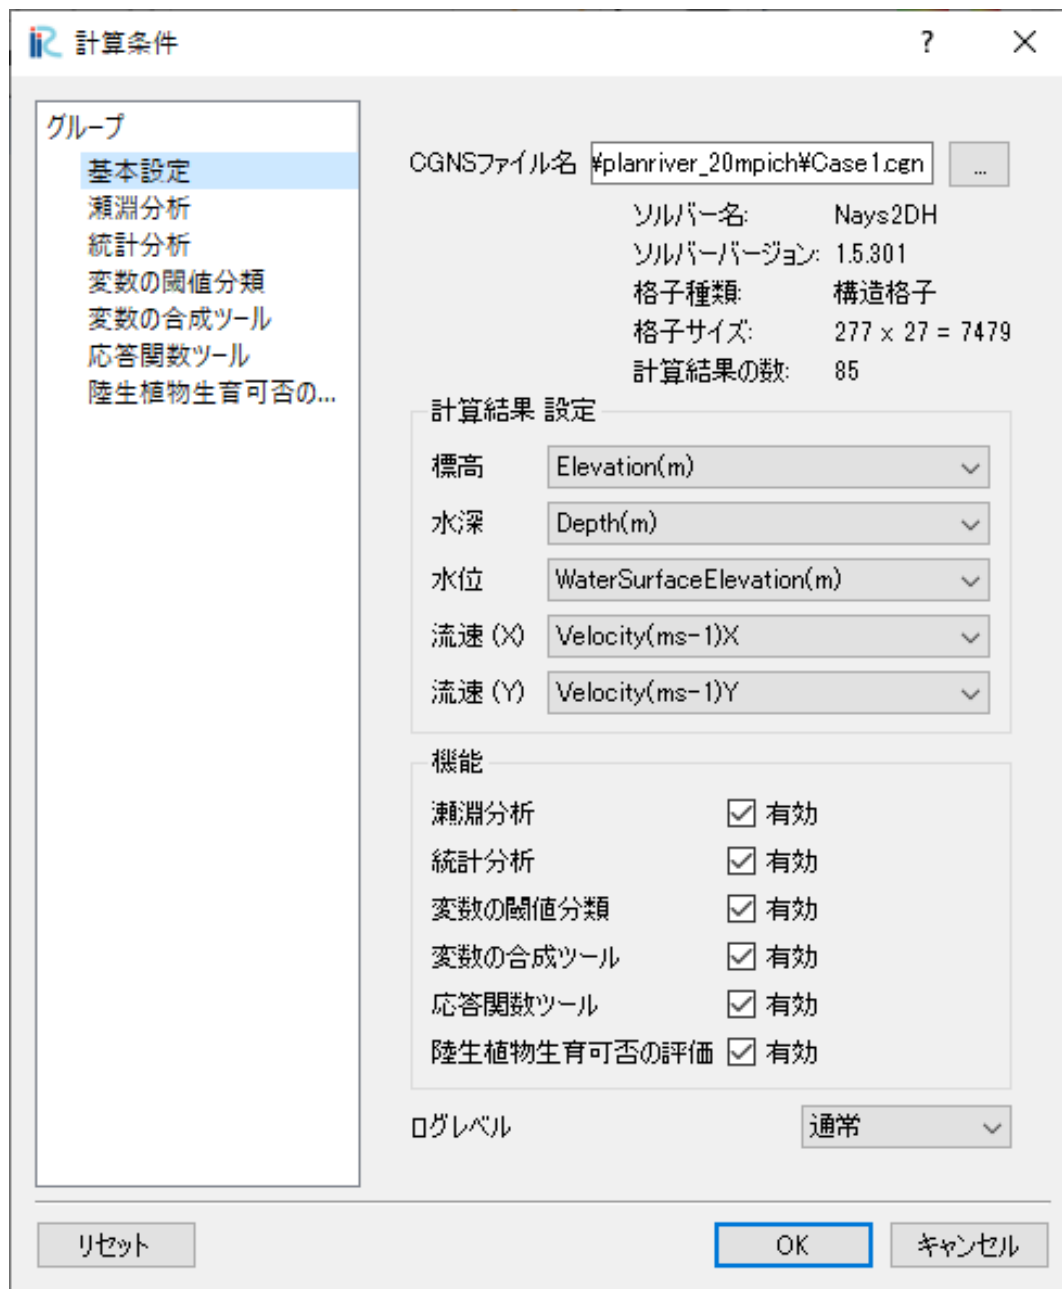 iRC 計算条件
グループ
基本設定
瀬淵分析
統計分析
変数の閾値分類
変数の合成ツール
応答関数ツール
陸生植物生育可否の...
CGNSファイル名 ¥planriver_20mpich¥Case1.cgn ...
ソルバー名: Nays2DH
ソルバーバージョン: 1.5.301
格子種類: 構造格子
格子サイズ: 277 x 27 = 7479
計算結果の数: 85
計算結果 設定
標高 Elevation(m)
水深 Depth(m)
水位 WaterSurfaceElevation(m)
流速 (X) Velocity(ms-1)X
流速 (Y) Velocity(ms-1)Y
機能
瀬淵分析 有効
統計分析 有効
変数の閾値分類 有効
変数の合成ツール 有効
応答関数ツール 有効
陸生植物生育可否の評価 有効
ログレベル 通常
リセット OK キャンセル